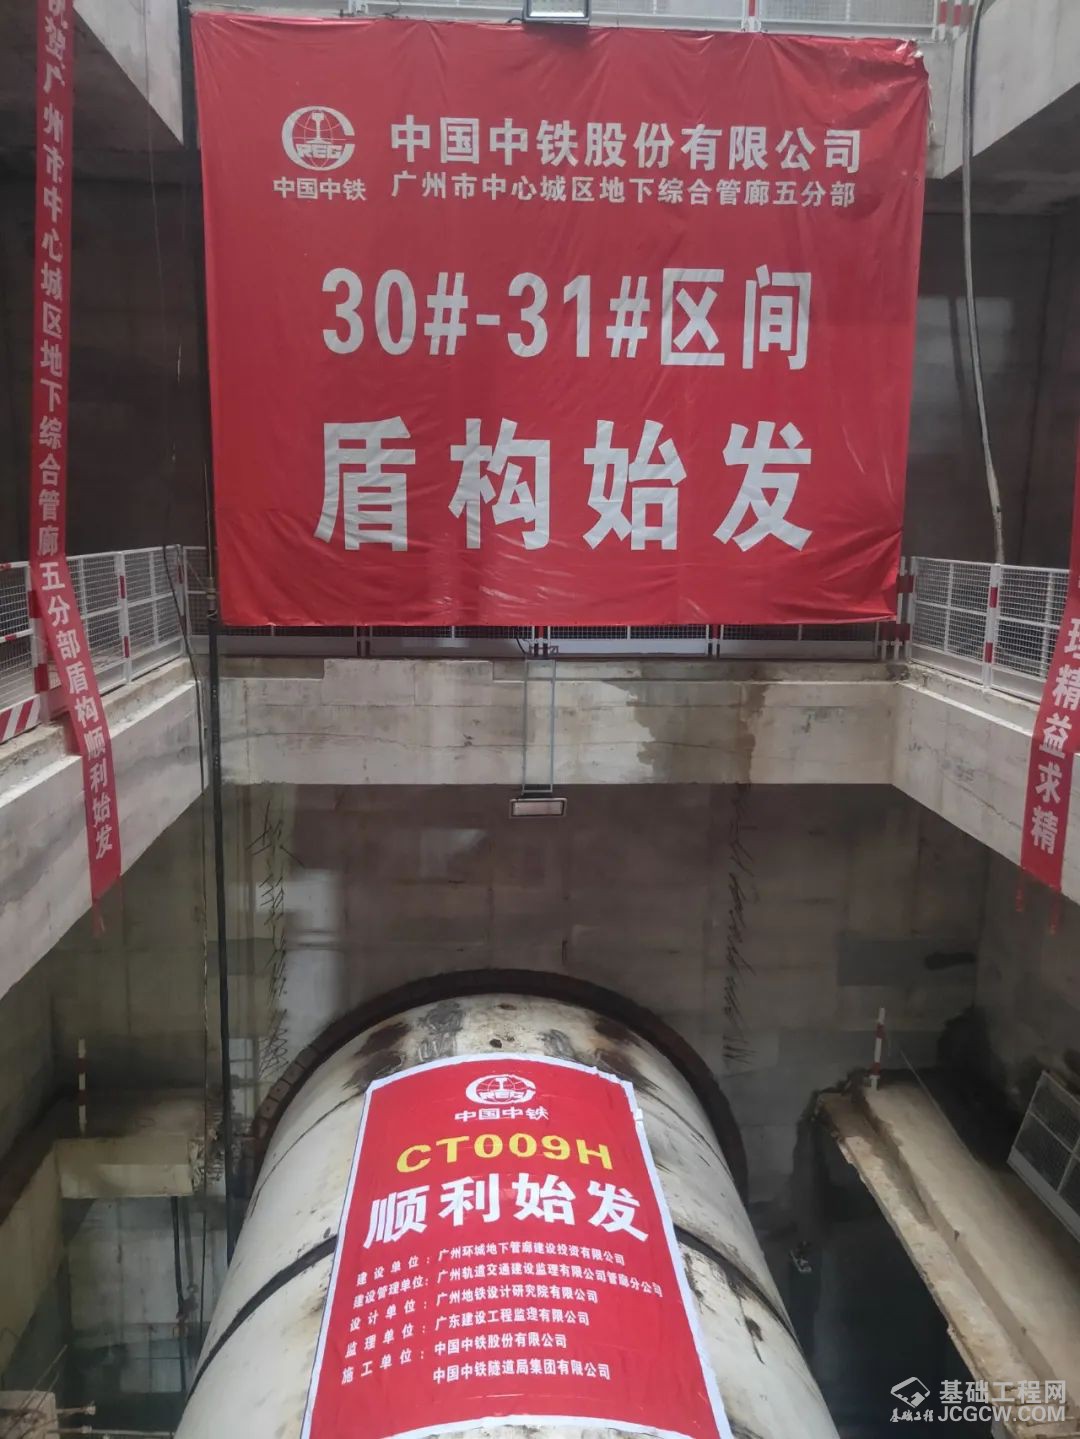 贺广州市中心城区地下综合管廊五分部盾构顺利始发
CREC
中国中铁
中国中铁股份有限公司
广州市中心城区地下综合管廊五分部
30#-31#区间
盾构始发
理精益求精
CREC
中国中铁
CT009H
顺利始发
建设单位：广州环城地下管廊建设投资有限公司
建设管理单位：广州轨道交通建设监理有限公司管廊分公司
设计单位：广州地铁设计研究院有限公司
监理单位：广东建设工程监理有限公司
施工单位：中国中铁股份有限公司
中国中铁隧道局集团有限公司
基础工程
基础工程网
JCGCW.COM